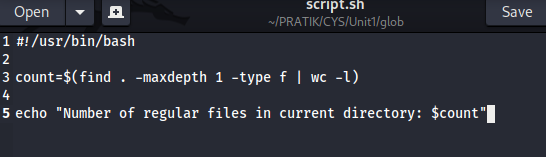 Open
script.sh
~/PRATIK/CYS/Unit1/glob
Save
1 #!/usr/bin/bash
2
3 count=$(find . -maxdepth 1 -type f | wc -l)
4
5 echo "Number of regular files in current directory: $count"